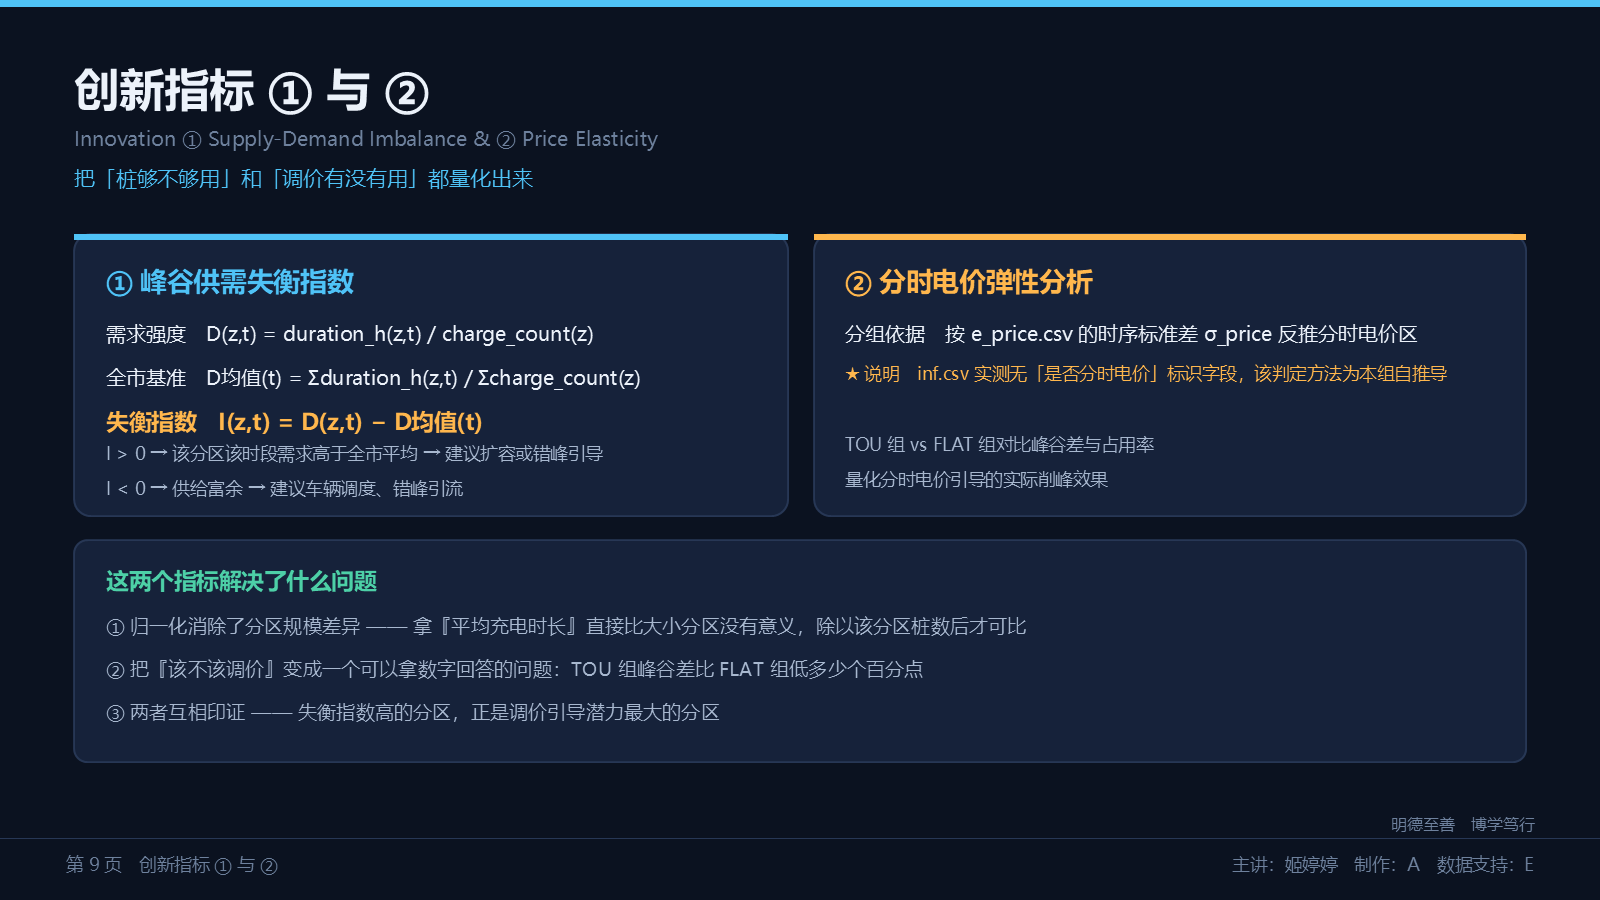 创新指标 ① 与 ②
Innovation ① Supply-Demand Imbalance & ② Price Elasticity
把「桩够不够用」和「调价有没有用」都量化出来
① 峰谷供需失衡指数
需求强度 D(z,t) = duration_h(z,t) / charge_count(z)
全市基准 D均值(t) = Σduration_h(z,t) / Σcharge_count(z)
失衡指数 I(z,t) = D(z,t) − D均值(t)
I > 0 → 该分区该时段需求高于全市平均 → 建议扩容或错峰引导
I < 0 → 供给富余 → 建议车辆调度、错峰引流
② 分时电价弹性分析
分组依据 按 e_price.csv 的时序标准差 σ_price 反推分时电价区
★ 说明 inf.csv 实测无「是否分时电价」标识字段，该判定方法为本组自推导
TOU 组 vs FLAT 组对比峰谷差与占用率
量化分时电价引导的实际削峰效果
这两个指标解决了什么问题
① 归一化消除了分区规模差异 —— 拿『平均充电时长』直接比大小分区没有意义，除以该分区桩数后才可比
② 把『该不该调价』变成一个可以拿数字回答的问题：TOU 组峰谷差比 FLAT 组低多少个百分点
③ 两者互相印证 —— 失衡指数高的分区，正是调价引导潜力最大的分区
明德至善 博学笃行
第 9 页 创新指标 ① 与 ②
主讲：姬婷婷 制作：A 数据支持：E